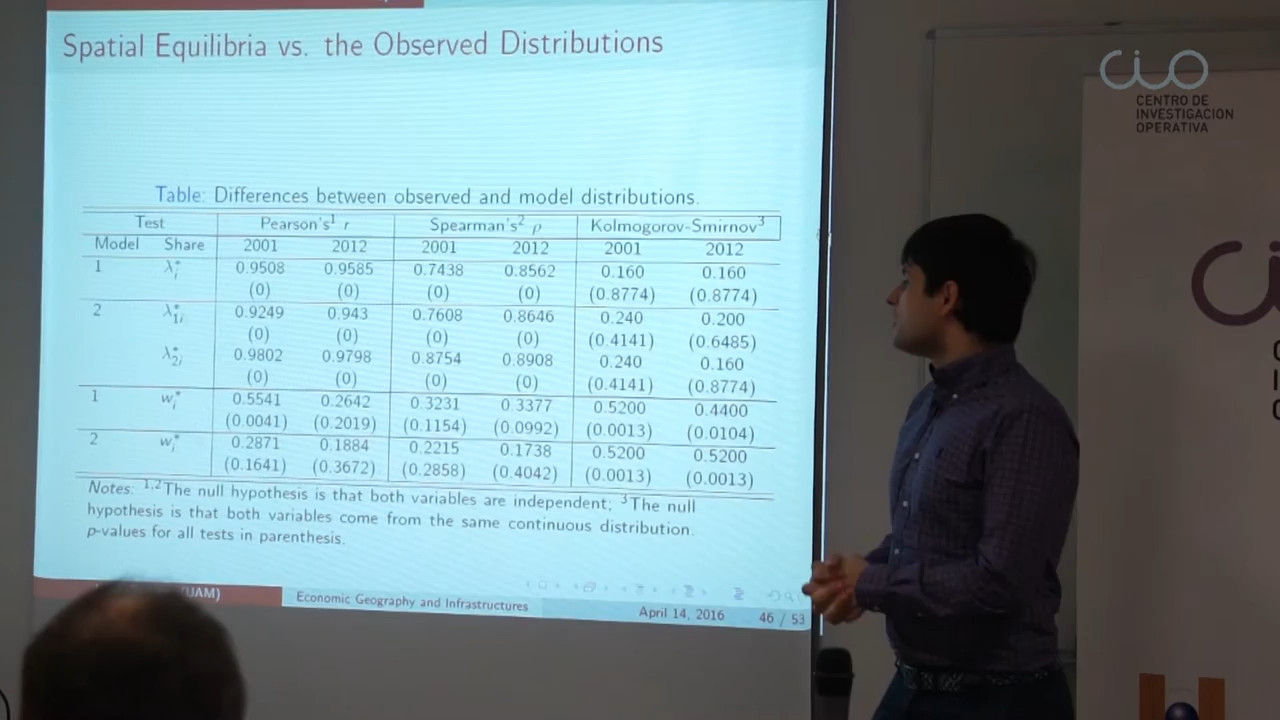 Spatial Equilibria vs. the Observed Distributions
Table: Differences between observed and model distributions.
Test Pearson's¹ r Spearman's² ρ Kolmogorov-Smirnov³
Model Share 2001 2012 2001 2012 2001 2012
1 λ*ᵢ 0.9508 0.9585 0.7438 0.8562 0.160 0.160
(0) (0) (0) (0) (0.8774) (0.8774)
2 λ*₁ᵢ 0.9249 0.943 0.7608 0.8646 0.240 0.200
(0) (0) (0) (0) (0.4141) (0.6485)
λ*₂ᵢ 0.9802 0.9798 0.8754 0.8908 0.240 0.160
(0) (0) (0) (0) (0.4141) (0.8774)
1 w*ᵢ 0.5541 0.2642 0.3231 0.3377 0.5200 0.4400
(0.0041) (0.2019) (0.1154) (0.0992) (0.0013) (0.0104)
2 w*ᵢ 0.2871 0.1884 0.2215 0.1738 0.5200 0.5200
(0.1641) (0.3672) (0.2858) (0.4042) (0.0013) (0.0013)
Notes: ¹,²The null hypothesis is that both variables are independent; ³The null
hypothesis is that both variables come from the same continuous distribution.
p-values for all tests in parenthesis.
(UAM) Economic Geography and Infrastructures April 14, 2016 46 / 53
cio
CENTRO DE
INVESTIGACION
OPERATIVA